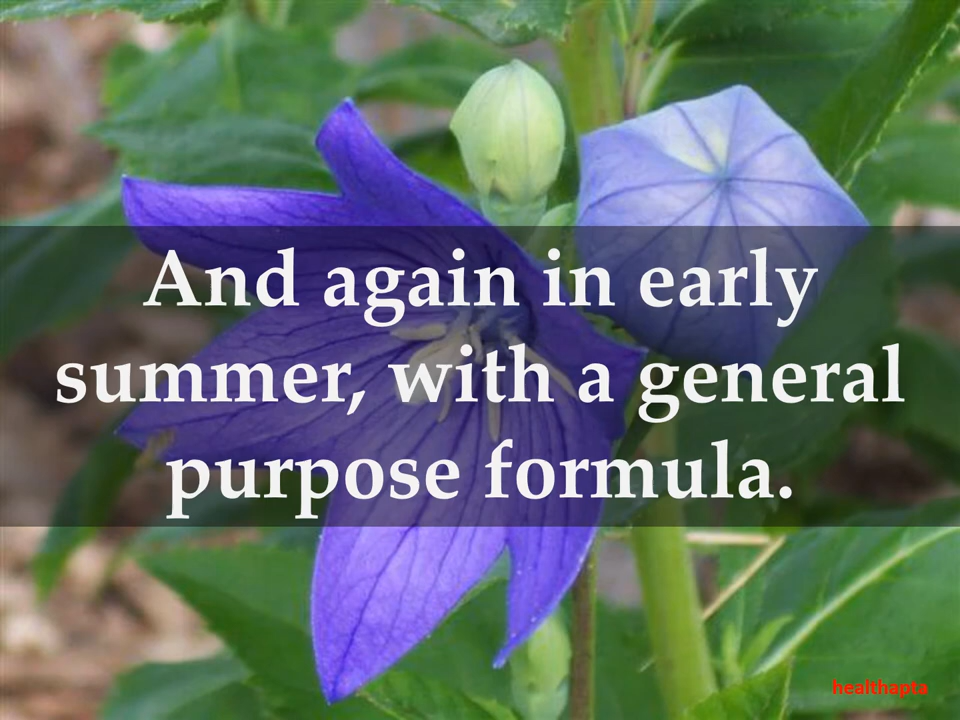 And again in early
summer, with a general
purpose formula.
healthapta